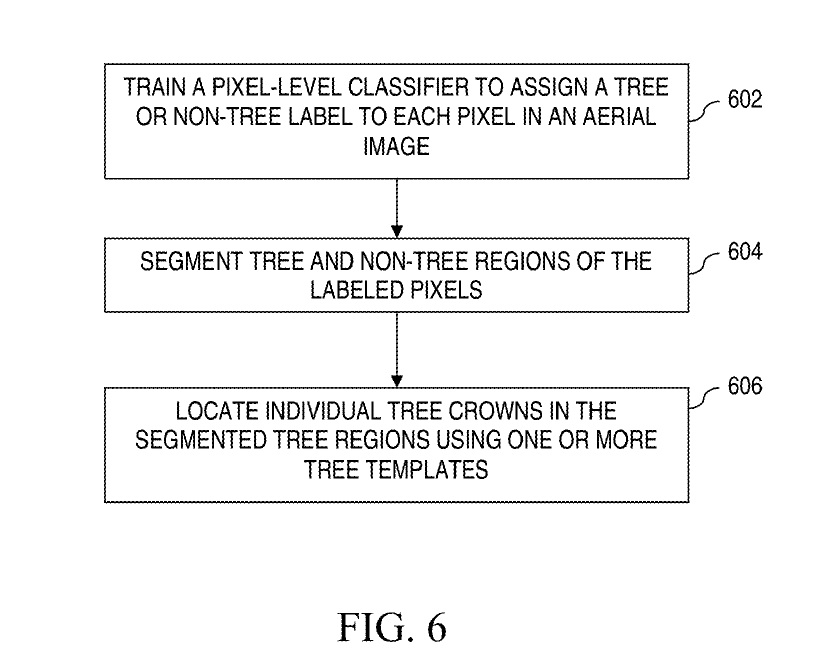 TRAIN A PIXEL-LEVEL CLASSIFIER TO ASSIGN A TREE
OR NON-TREE LABEL TO EACH PIXEL IN AN AERIAL
IMAGE
602
SEGMENT TREE AND NON-TREE REGIONS OF THE
LABELED PIXELS
604
LOCATE INDIVIDUAL TREE CROWNS IN THE
SEGMENTED TREE REGIONS USING ONE OR MORE
TREE TEMPLATES
606
FIG. 6